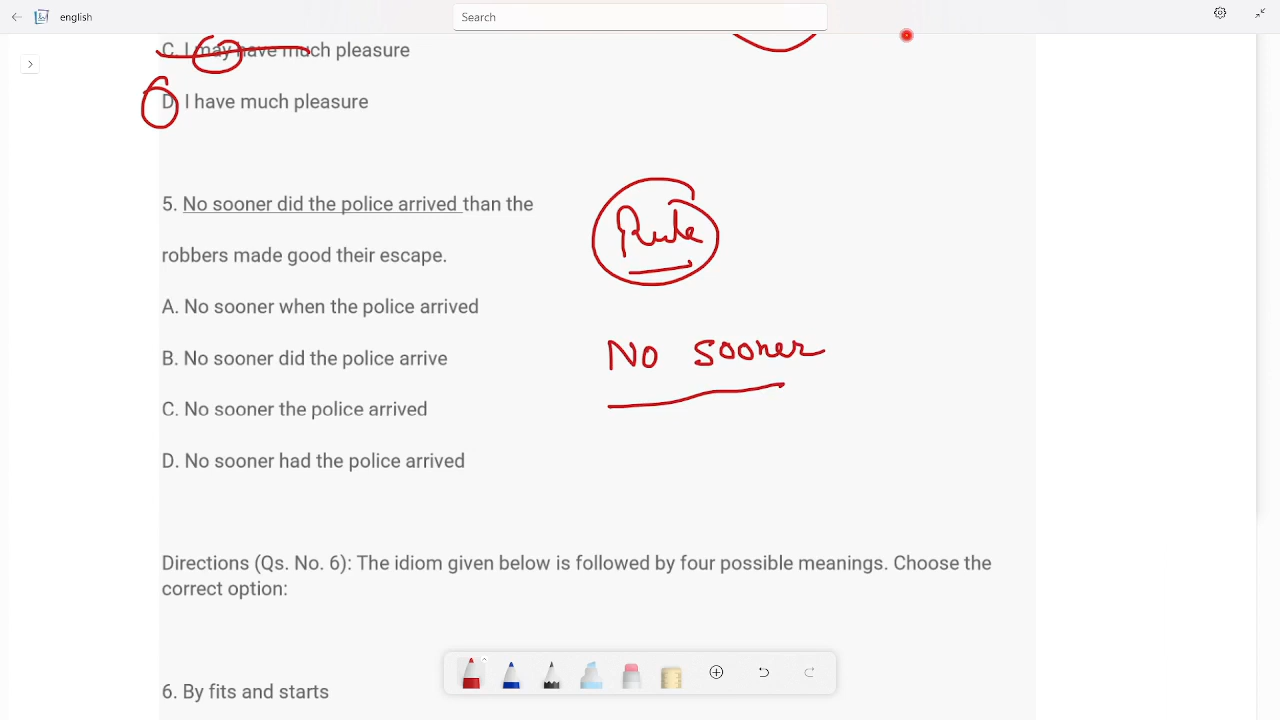 english
Search
C. I may have much pleasure
D. I have much pleasure
5. No sooner did the police arrived than the
robbers made good their escape.
Rule
A. No sooner when the police arrived
B. No sooner did the police arrive
No sooner
C. No sooner the police arrived
D. No sooner had the police arrived
Directions (Qs. No. 6): The idiom given below is followed by four possible meanings. Choose the
correct option:
6. By fits and starts